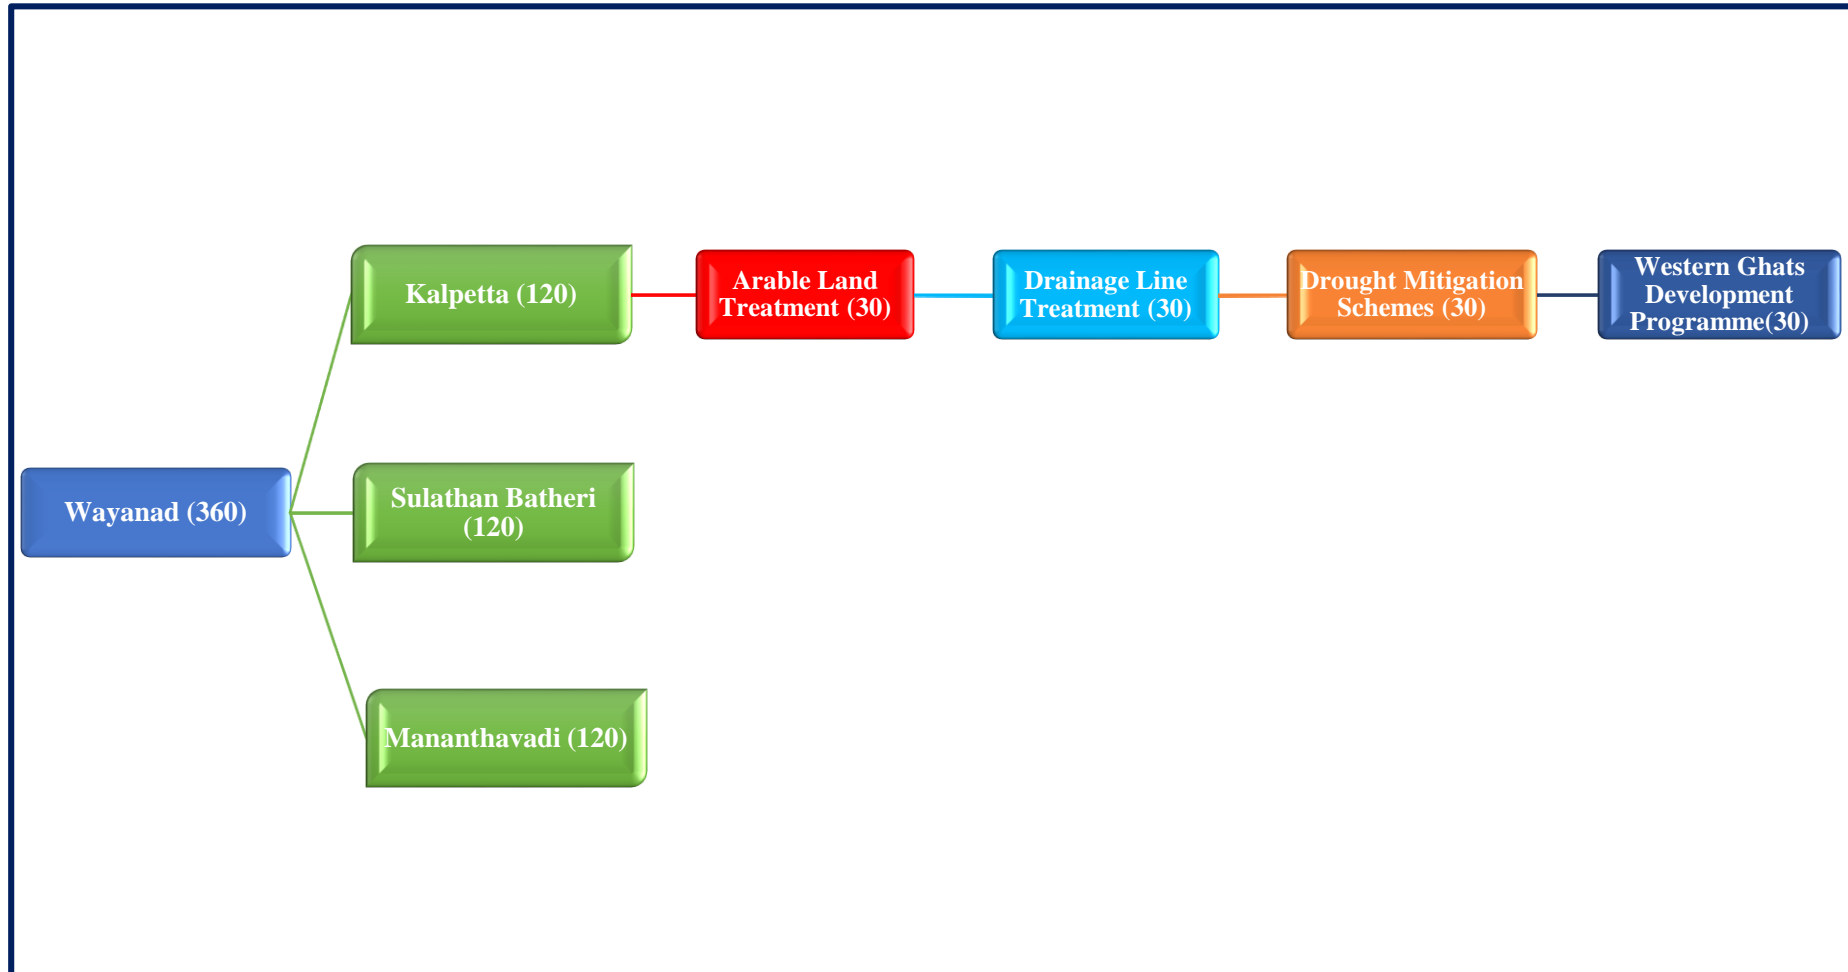 Kalpetta (120)
Arable Land
Treatment (30)
Drainage Line
Treatment (30)
Drought Mitigation
Schemes (30)
Western Ghats
Development
Programme(30)
Wayanad (360)
Sulathan Batheri
(120)
Mananthavadi (120)